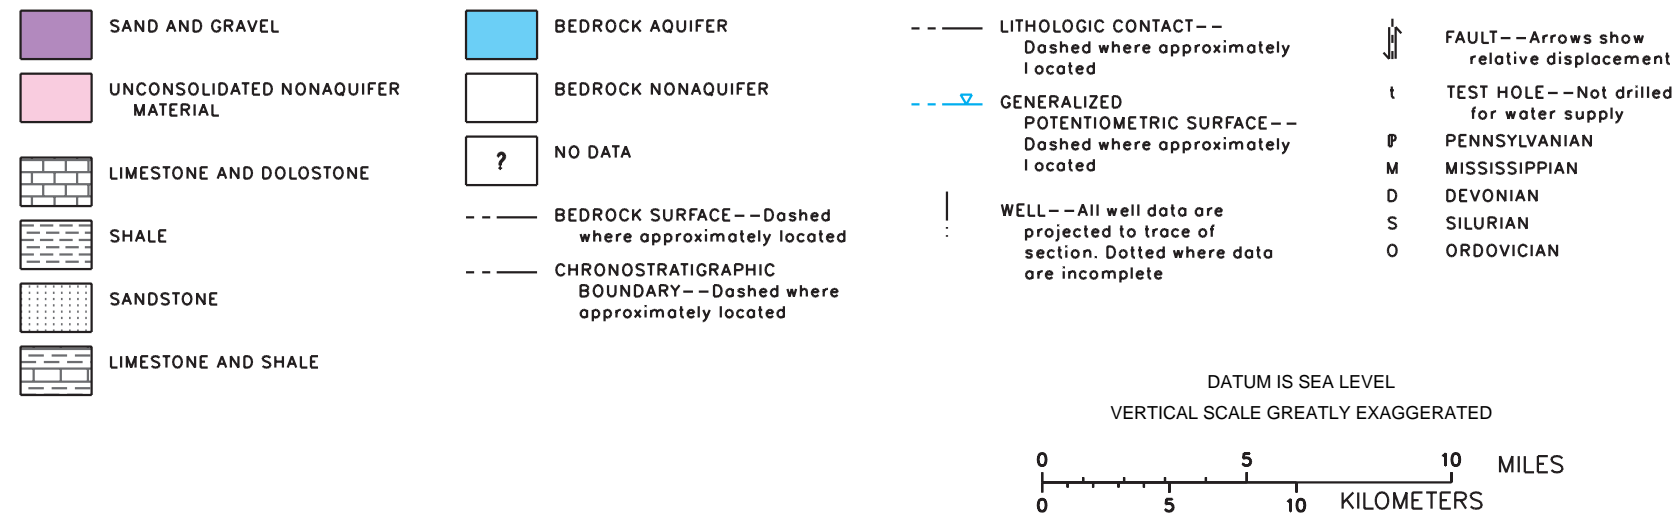 SAND AND GRAVEL
UNCONSOLIDATED NONAQUIFER
MATERIAL
LIMESTONE AND DOLOSTONE
SHALE
SANDSTONE
LIMESTONE AND SHALE
BEDROCK AQUIFER
BEDROCK NONAQUIFER
?
NO DATA
BEDROCK SURFACE--Dashed
where approximately located
CHRONOSTRATIGRAPHIC
BOUNDARY--Dashed where
approximately located
LITHOLOGIC CONTACT--
Dashed where approximately
located
GENERALIZED
POTENTIOMETRIC SURFACE--
Dashed where approximately
located
WELL--All well data are
projected to trace of
section. Dotted where data
are incomplete
FAULT--Arrows show
relative displacement
t TEST HOLE--Not drilled
for water supply
ℙ PENNSYLVANIAN
M MISSISSIPPIAN
D DEVONIAN
S SILURIAN
O ORDOVICIAN
DATUM IS SEA LEVEL
VERTICAL SCALE GREATLY EXAGGERATED
0 5 10 MILES
0 5 10 KILOMETERS